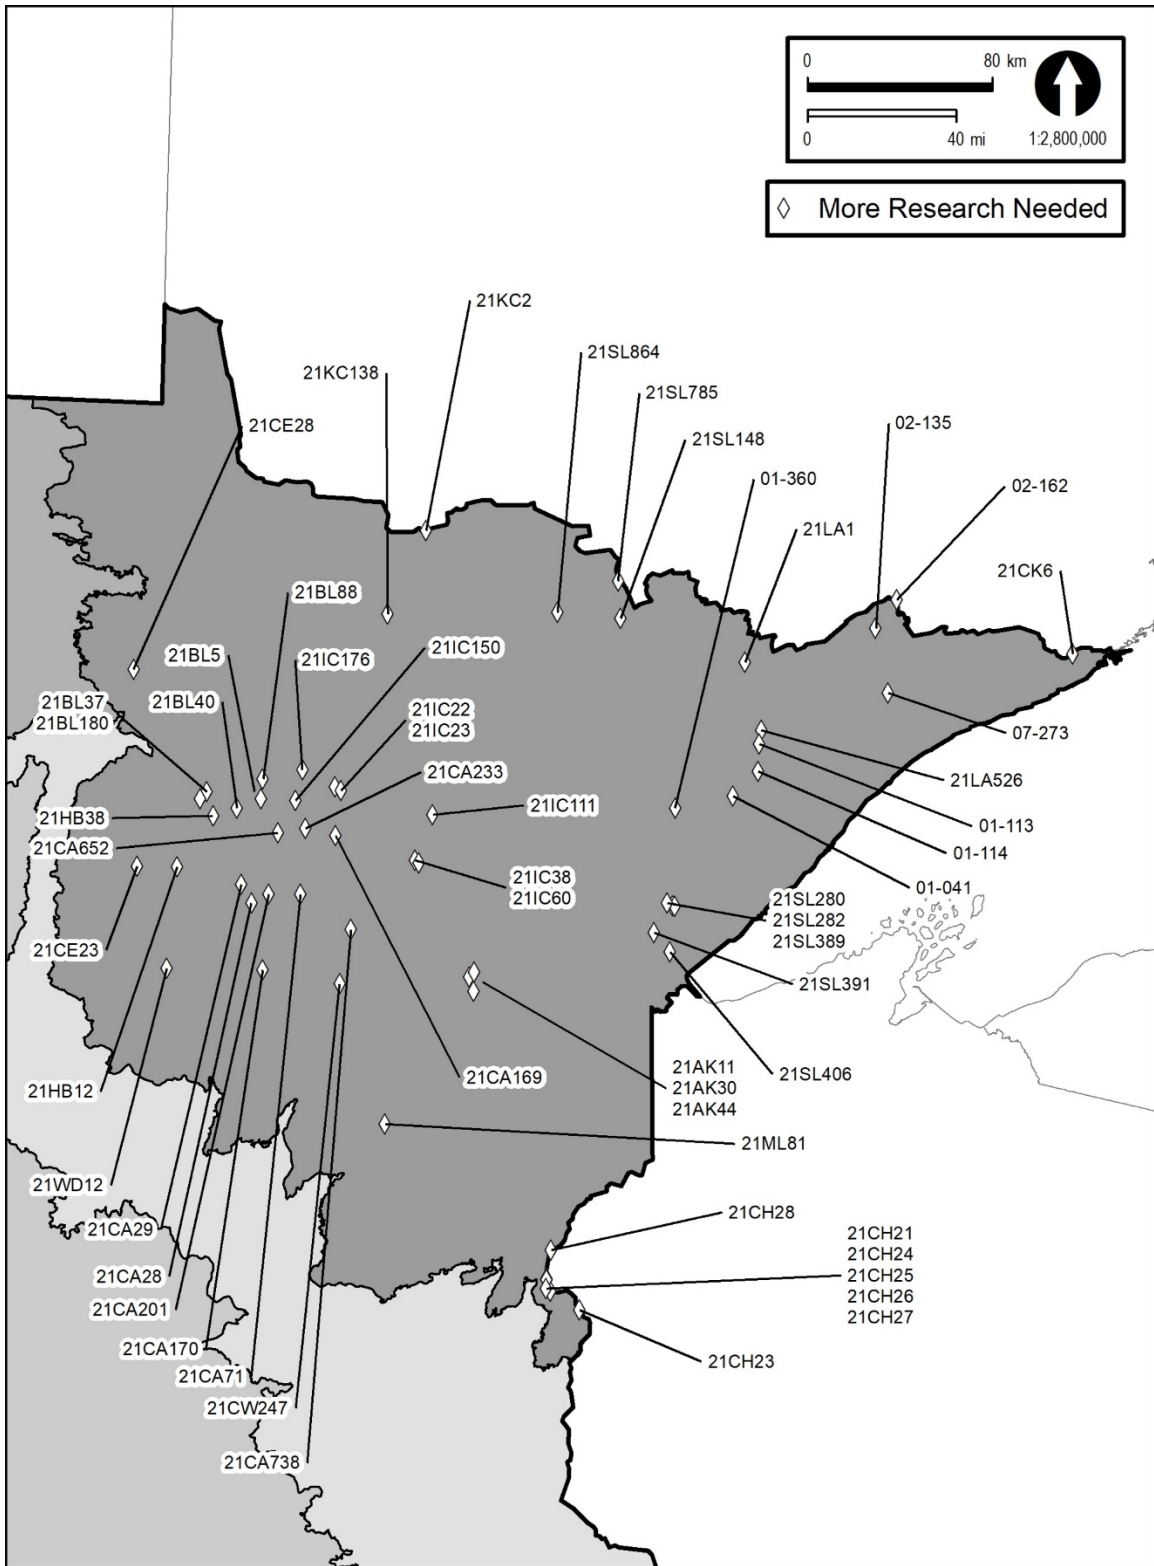 0 80 km
0 40 mi
1:2,800,000
More Research Needed
21KC2
21SL864
21KC138
21SL785
21CE28
02-135
21SL148
01-360
02-162
21LA1
21CK6
21BL88
21IC150
21BL5
21IC176
21BL37
21BL180
21BL40
21IC22
21IC23
07-273
21CA233
21LA526
21IC111
21HB38
01-113
21CA652
01-114
21IC38
21IC60
01-041
21SL280
21SL282
21SL389
21CE23
21SL391
21AK11
21AK30
21AK44
21SL406
21CA169
21HB12
21ML81
21WD12
21CH28
21CA29
21CH21
21CH24
21CH25
21CH26
21CH27
21CA28
21CA201
21CA170
21CH23
21CA71
21CW247
21CA738